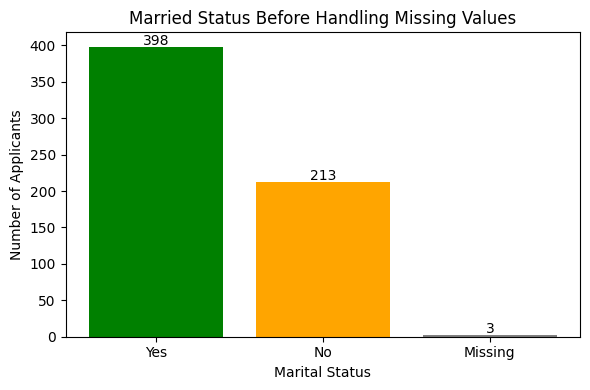 Married Status Before Handling Missing Values
Number of Applicants
400
350
300
250
200
150
100
50
0
398
213
3
Yes
No
Missing
Marital Status